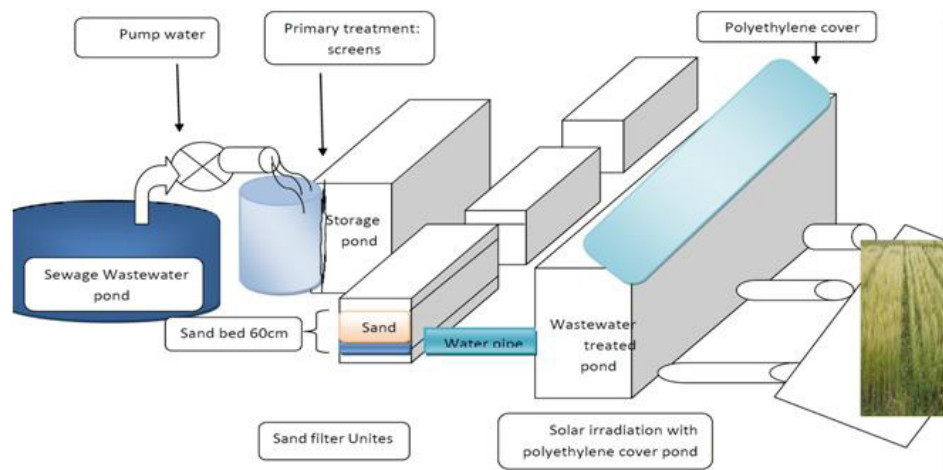 Pump water
Primary treatment:
screens
Polyethylene cover
Storage
pond
Sewage Wastewater
pond
Sand bed 60cm
Sand
Water pipe
Wastewater
treated
pond
Sand filter Unites
Solar irradiation with
polyethylene cover pond